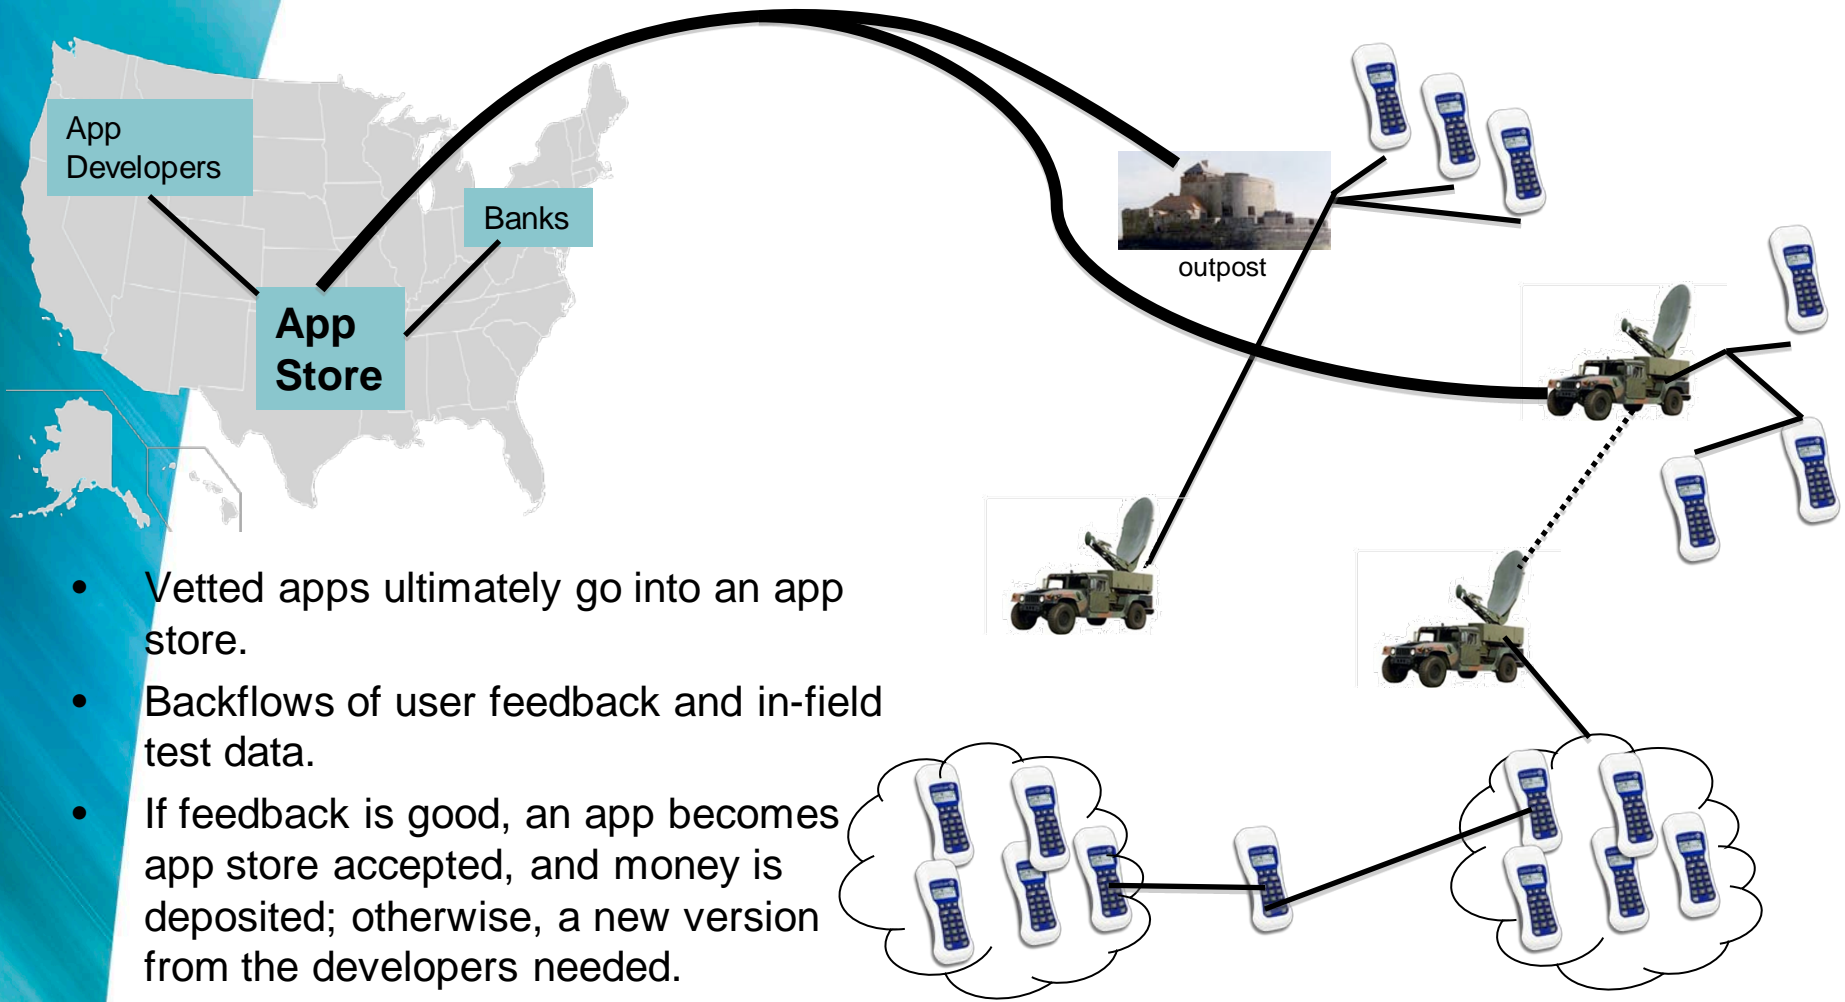 App
Developers
Banks
App
Store
outpost
• Vetted apps ultimately go into an app
store.
• Backflows of user feedback and in-field
test data.
• If feedback is good, an app becomes
app store accepted, and money is
deposited; otherwise, a new version
from the developers needed.